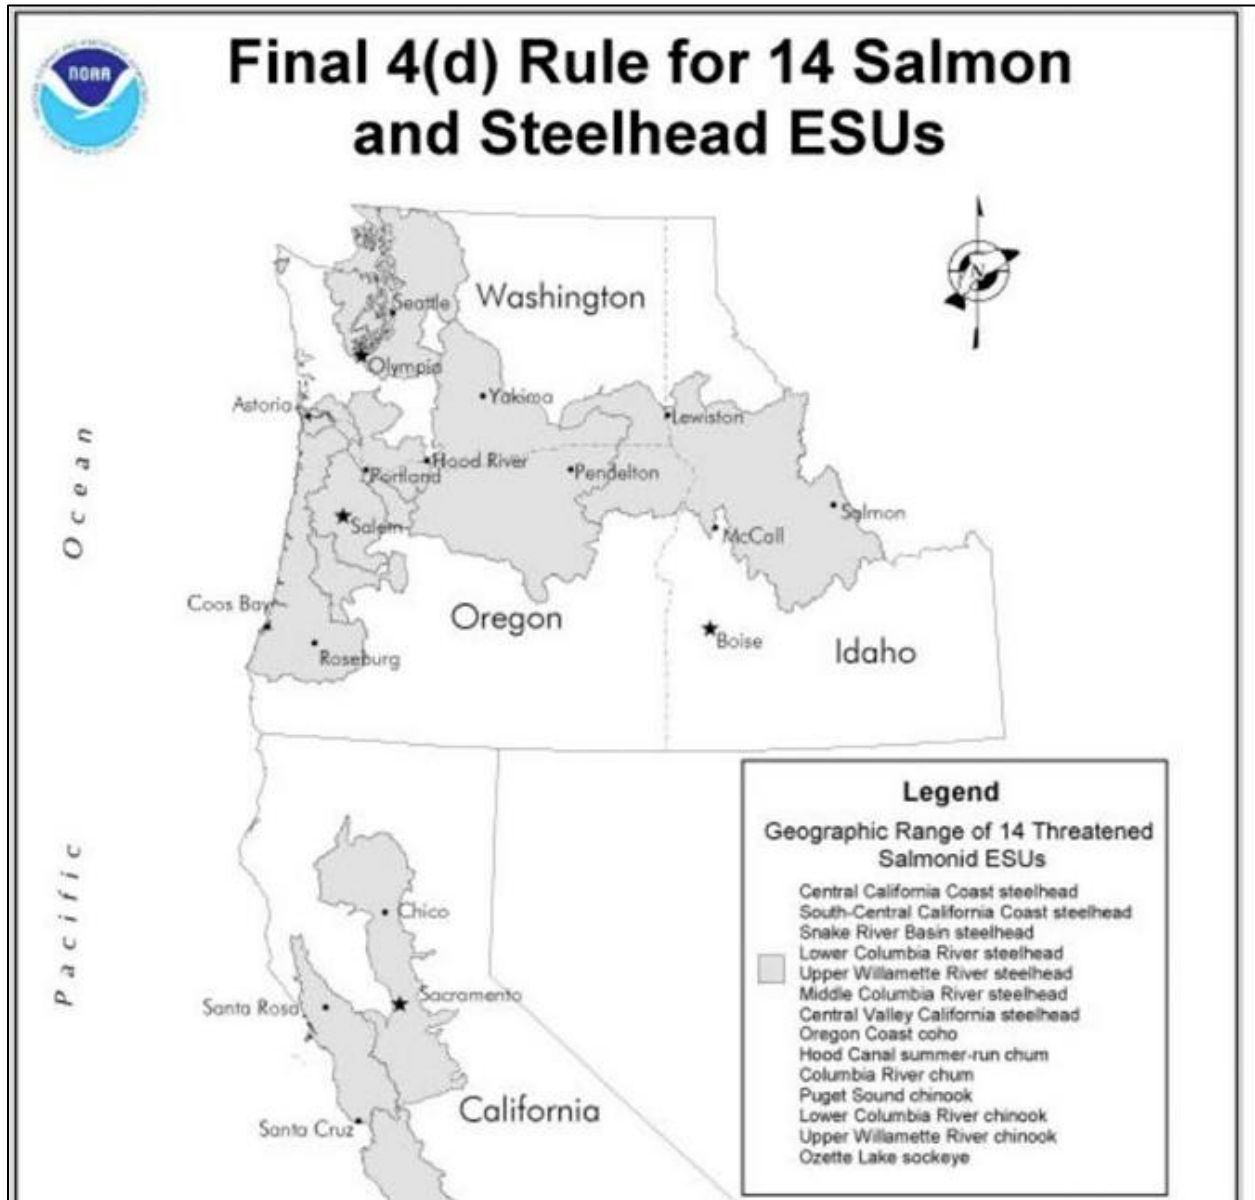 NOAA
Final 4(d) Rule for 14 Salmon
and Steelhead ESUs
N
Seattle
Washington
Olympia
Yakima
Astoria
Lewiston
Hood River
Portland
Pendelton
Salmon
Salem
McCall
Ocean
Coos Bay
Oregon
Boise
Idaho
Roseburg
Legend
Geographic Range of 14 Threatened
Salmonid ESUs
Central California Coast steelhead
South-Central California Coast steelhead
Snake River Basin steelhead
Lower Columbia River steelhead
Upper Willamette River steelhead
Middle Columbia River steelhead
Central Valley California steelhead
Oregon Coast coho
Hood Canal summer-run chum
Columbia River chum
Puget Sound chinook
Lower Columbia River chinook
Upper Willamette River chinook
Ozette Lake sockeye
Pacific
Chico
Sacramento
Santa Rosa
California
Santa Cruz